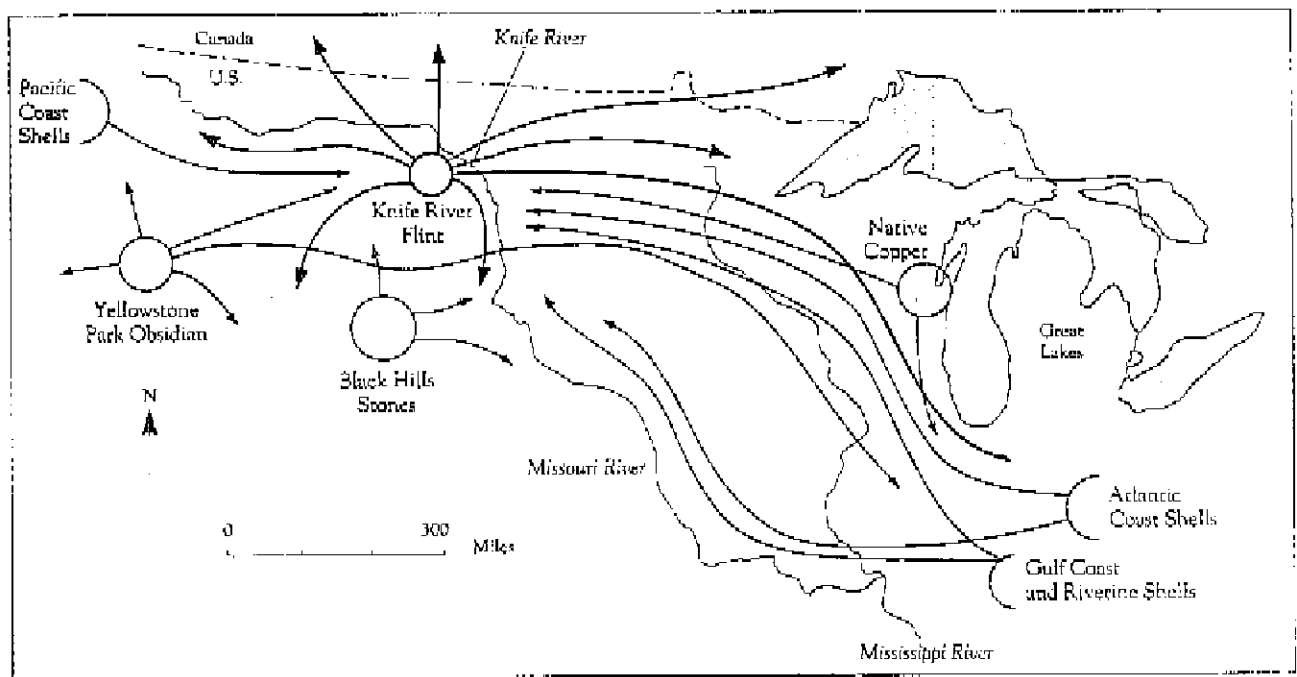 Canada
U.S.
Knife River
Pacific
Coast
Shells
Knife River
Flint
Native
Copper
Yellowstone
Park Obsidian
Black Hills
Stones
Great
Lakes
N
Missouri River
Atlantic
Coast Shells
0 300
Miles
Gulf Coast
and Riverine Shells
Mississippi River